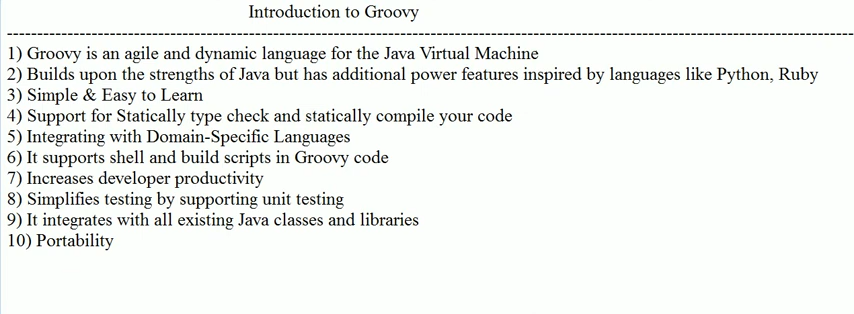 Introduction to Groovy
--------------------------------------------------------------------------------------------------------------------------
1) Groovy is an agile and dynamic language for the Java Virtual Machine
2) Builds upon the strengths of Java but has additional power features inspired by languages like Python, Ruby
3) Simple & Easy to Learn
4) Support for Statically type check and statically compile your code
5) Integrating with Domain-Specific Languages
6) It supports shell and build scripts in Groovy code
7) Increases developer productivity
8) Simplifies testing by supporting unit testing
9) It integrates with all existing Java classes and libraries
10) Portability